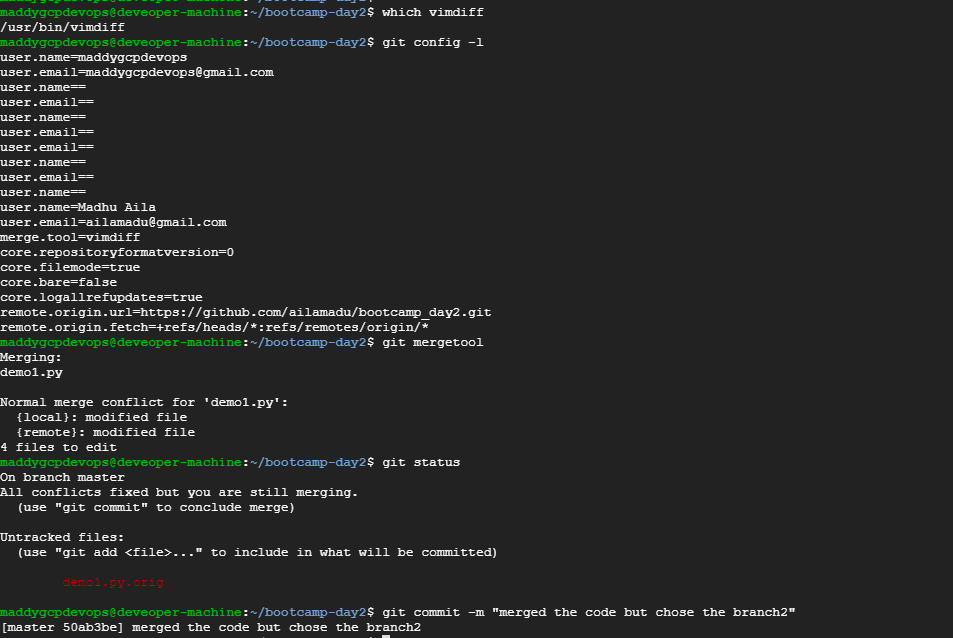 maddygcpdevops@deveoper-machine:~/bootcamp-day2$ which vimdiff
/usr/bin/vimdiff
maddygcpdevops@deveoper-machine:~/bootcamp-day2$ git config -l
user.name=maddygcpdevops
user.email=maddygcpdevops@gmail.com
user.name==
user.email==
user.name==
user.email==
user.email==
user.name==
user.email==
user.name==
user.name=Madhu Aila
user.email=ailamadu@gmail.com
merge.tool=vimdiff
core.repositoryformatversion=0
core.filemode=true
core.bare=false
core.logallrefupdates=true
remote.origin.url=https://github.com/ailamadu/bootcamp_day2.git
remote.origin.fetch=+refs/heads/*:refs/remotes/origin/*
maddygcpdevops@deveoper-machine:~/bootcamp-day2$ git mergetool
Merging:
demo1.py

Normal merge conflict for 'demo1.py':
  {local}: modified file
  {remote}: modified file
4 files to edit
maddygcpdevops@deveoper-machine:~/bootcamp-day2$ git status
On branch master
All conflicts fixed but you are still merging.
  (use "git commit" to conclude merge)

Untracked files:
  (use "git add <file>..." to include in what will be committed)

        demo1.py.orig

maddygcpdevops@deveoper-machine:~/bootcamp-day2$ git commit -m "merged the code but chose the branch2"
[master 50ab3be] merged the code but chose the branch2